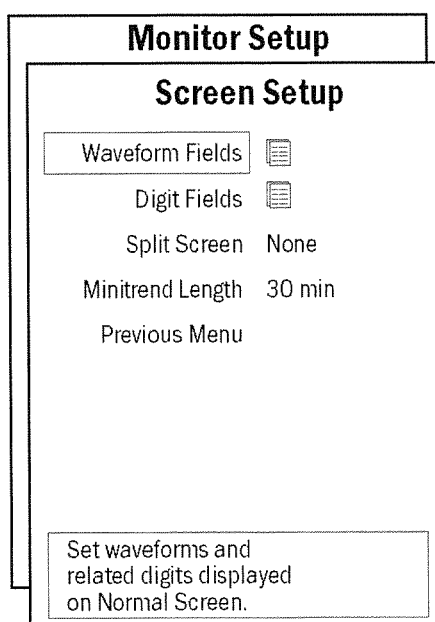 Monitor Setup
Screen Setup
Waveform Fields
Digit Fields
Split Screen None
Minitrend Length 30 min
Previous Menu
Set waveforms and
related digits displayed
on Normal Screen.